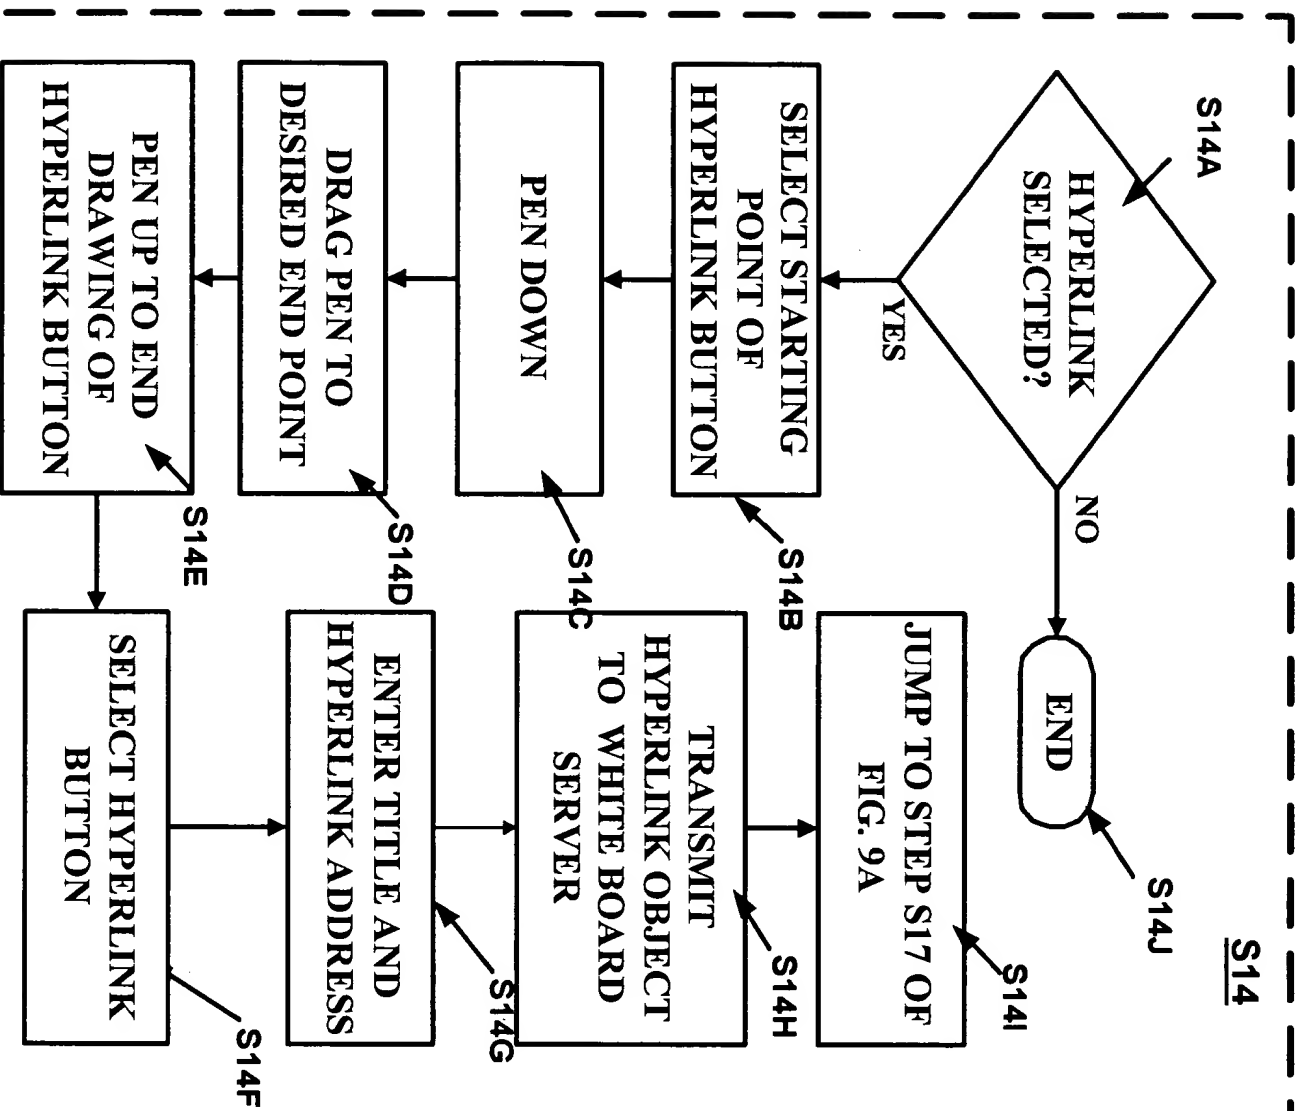 S14
S14A
HYPERLINK
SELECTED?
NO
END
S14J
YES
SELECT STARTING
POINT OF
HYPERLINK BUTTON
S14B
PEN DOWN
S14C
DRAG PEN TO
DESIRED END POINT
S14D
PEN UP TO END
DRAWING OF
HYPERLINK BUTTON
S14E
SELECT HYPERLINK
BUTTON
S14F
ENTER TITLE AND
HYPERLINK ADDRESS
S14G
TRANSMIT
HYPERLINK OBJECT
TO WHITE BOARD
SERVER
S14H
JUMP TO STEP S17 OF
FIG. 9A
S14I